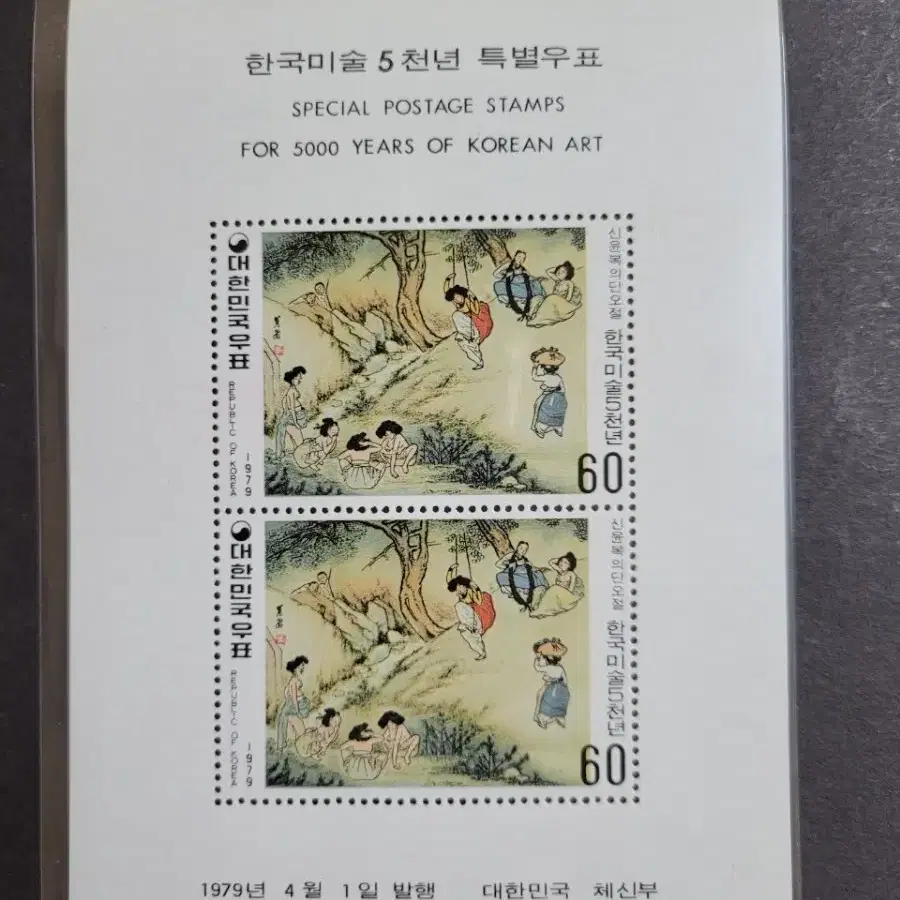 한국미술 5천년 특별우표
SPECIAL POSTAGE STAMPS
FOR 5000 YEARS OF KOREAN ART
대한민국우표
REPUBLIC OF KOREA
1979
신윤복의단오절
한국미술5천년
60
대한민국우표
REPUBLIC OF KOREA
1979
신윤복의단오절
한국미술5천년
60
1979년 4월 1일 발행 대한민국 체신부